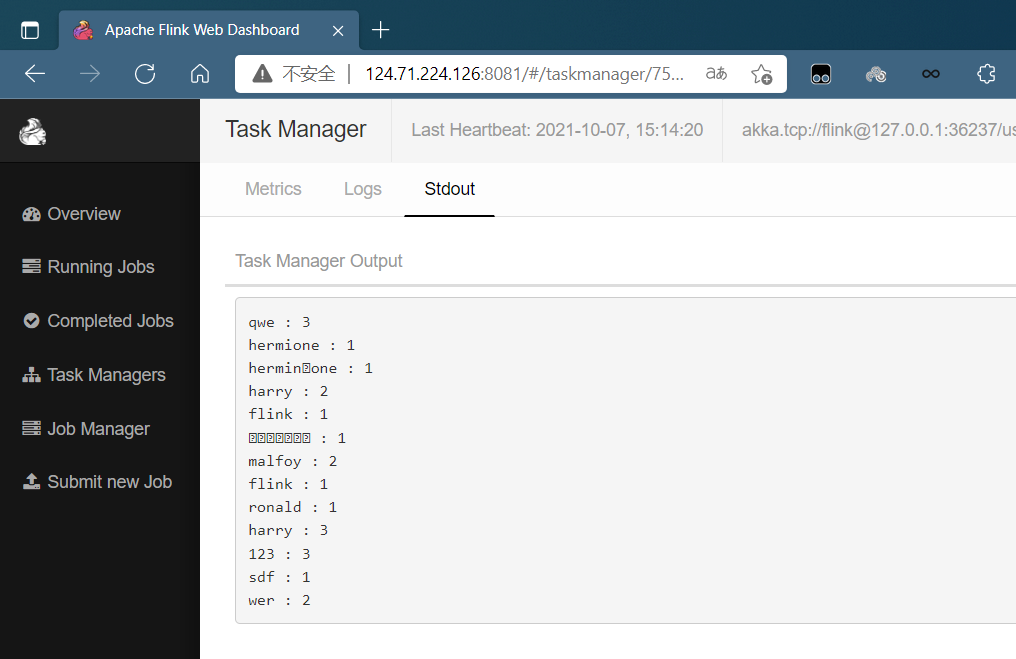 Apache Flink Web Dashboard
不安全 | 124.71.224.126:8081/#/taskmanager/75... aあ
Task Manager
Last Heartbeat: 2021-10-07, 15:14:20
akka.tcp://flink@127.0.0.1:36237/us
Metrics Logs Stdout
Overview
Running Jobs
Completed Jobs
Task Managers
Job Manager
Submit new Job
Task Manager Output
qwe : 3
hermione : 1
hermin⍰one : 1
harry : 2
flink : 1
⍰⍰⍰⍰⍰⍰⍰ : 1
malfoy : 2
flink : 1
ronald : 1
harry : 3
123 : 3
sdf : 1
wer : 2